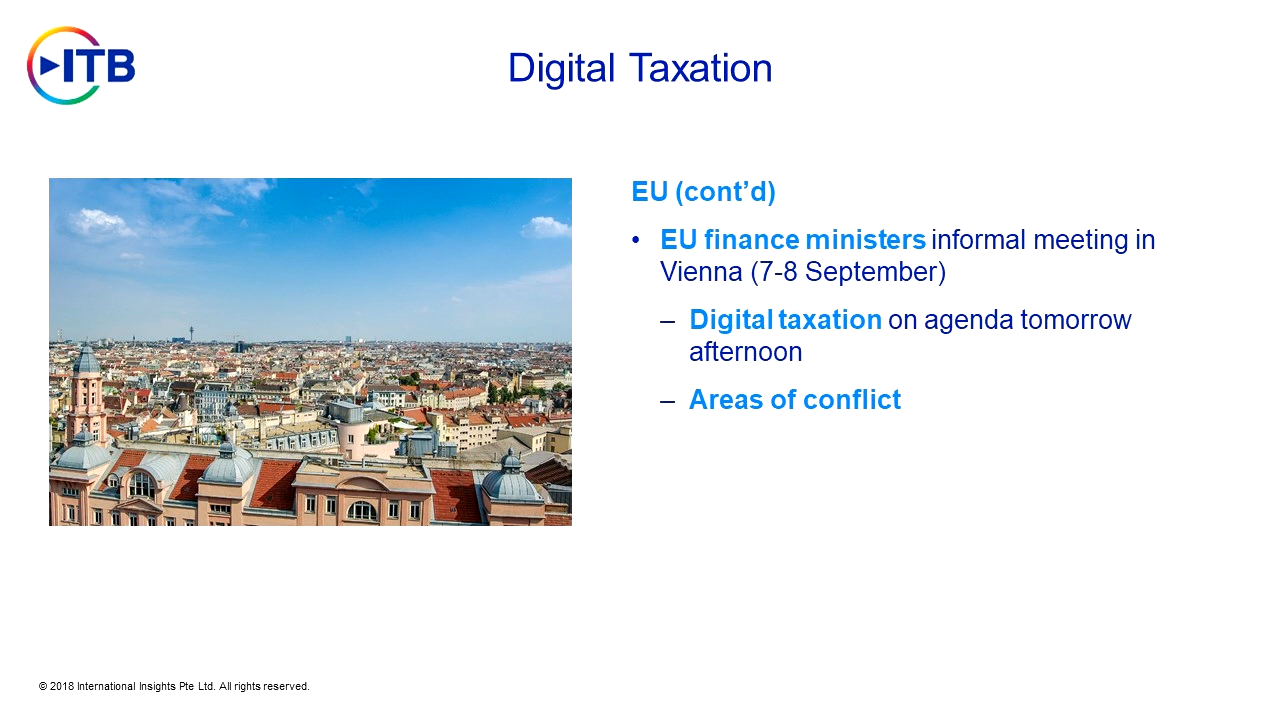 ITB
Digital Taxation
EU (cont’d)
• EU finance ministers informal meeting in
Vienna (7-8 September)
– Digital taxation on agenda tomorrow
afternoon
– Areas of conflict
© 2018 International Insights Pte Ltd. All rights reserved.